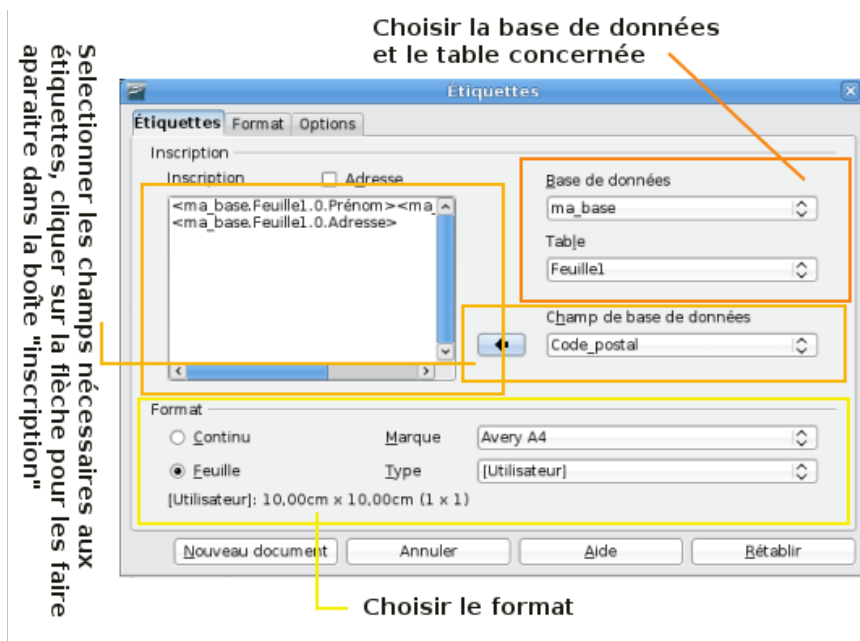 Choisir la base de données
et le table concernée
Selectionner les champs nécessaires aux
étiquettes, cliquer sur la flèche pour les faire
aparaitre dans la boîte "inscription"
Étiquettes
Étiquettes Format Options
Inscription
Inscription Adresse
<ma_base.Feuille1.0.Prénom><ma_
<ma_base.Feuille1.0.Adresse>
Base de données
ma_base
Table
Feuille1
Champ de base de données
Code_postal
Format
Continu Marque Avery A4
Feuille Type [Utilisateur]
[Utilisateur]: 10,00cm x 10,00cm (1 x 1)
Nouveau document Annuler Aide Rétablir
Choisir le format